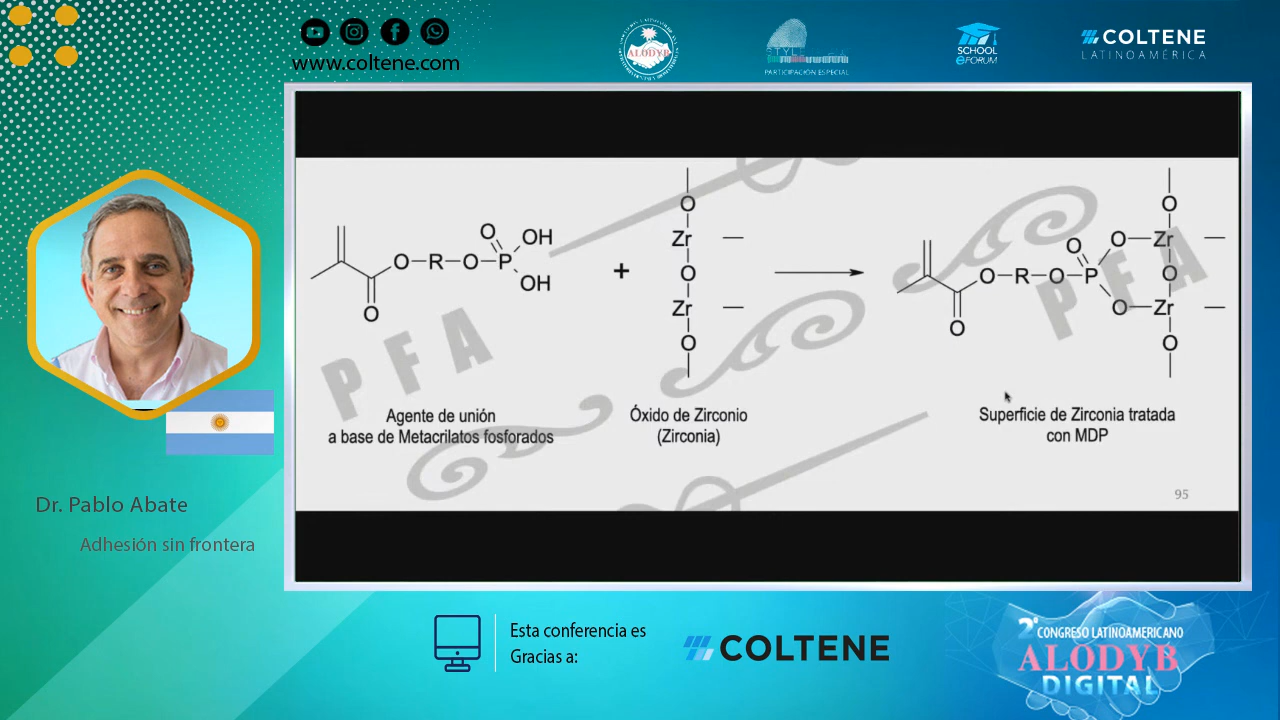 www.coltene.com
ALODYB
STYLE
PARTICIPACIÓN ESPECIAL
SCHOOL
eFORUM
COLTENE
LATINOAMÉRICA
O O OH
O—R—O—P
OH
O
+
O
Zr —
O
Zr —
O
O
O O—Zr —
O—R—O—P O
O—Zr —
O O
PFA
PFA
Agente de unión
a base de Metacrilatos fosforados
Óxido de Zirconio
(Zirconia)
Superficie de Zirconia tratada
con MDP
95
Dr. Pablo Abate
Adhesión sin frontera
Esta conferencia es
Gracias a:
COLTENE
2° CONGRESO LATINOAMERICANO
ALODYB
DIGITAL